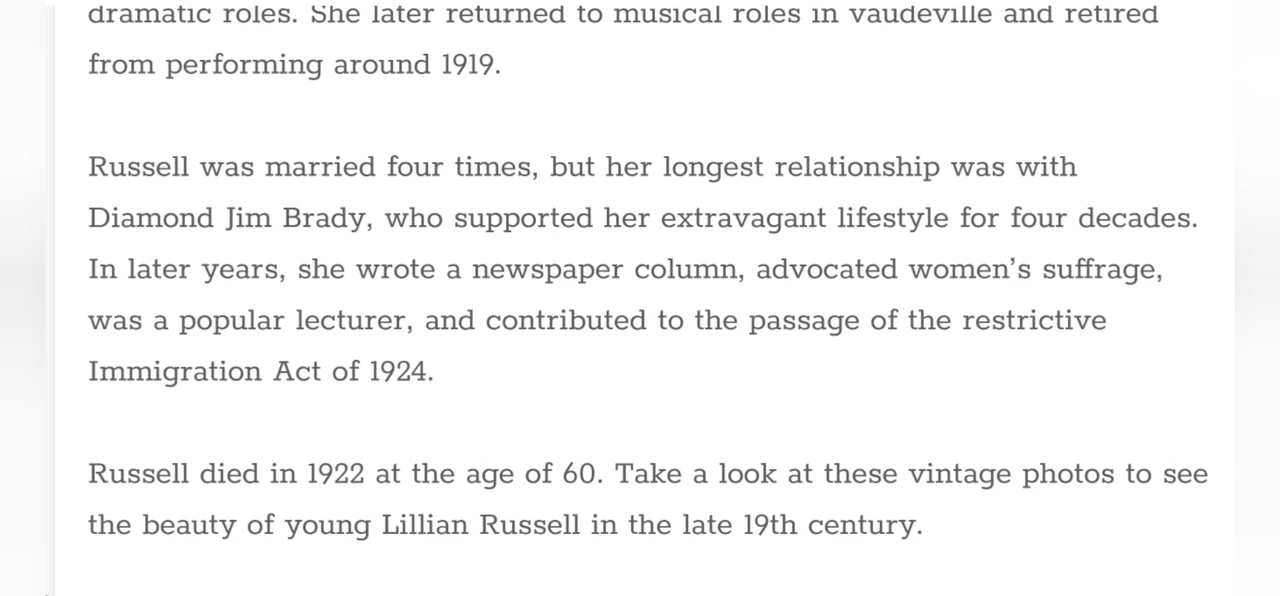 dramatic roles. She later returned to musical roles in vaudeville and retired
from performing around 1919.
Russell was married four times, but her longest relationship was with
Diamond Jim Brady, who supported her extravagant lifestyle for four decades.
In later years, she wrote a newspaper column, advocated women’s suffrage,
was a popular lecturer, and contributed to the passage of the restrictive
Immigration Act of 1924.
Russell died in 1922 at the age of 60. Take a look at these vintage photos to see
the beauty of young Lillian Russell in the late 19th century.